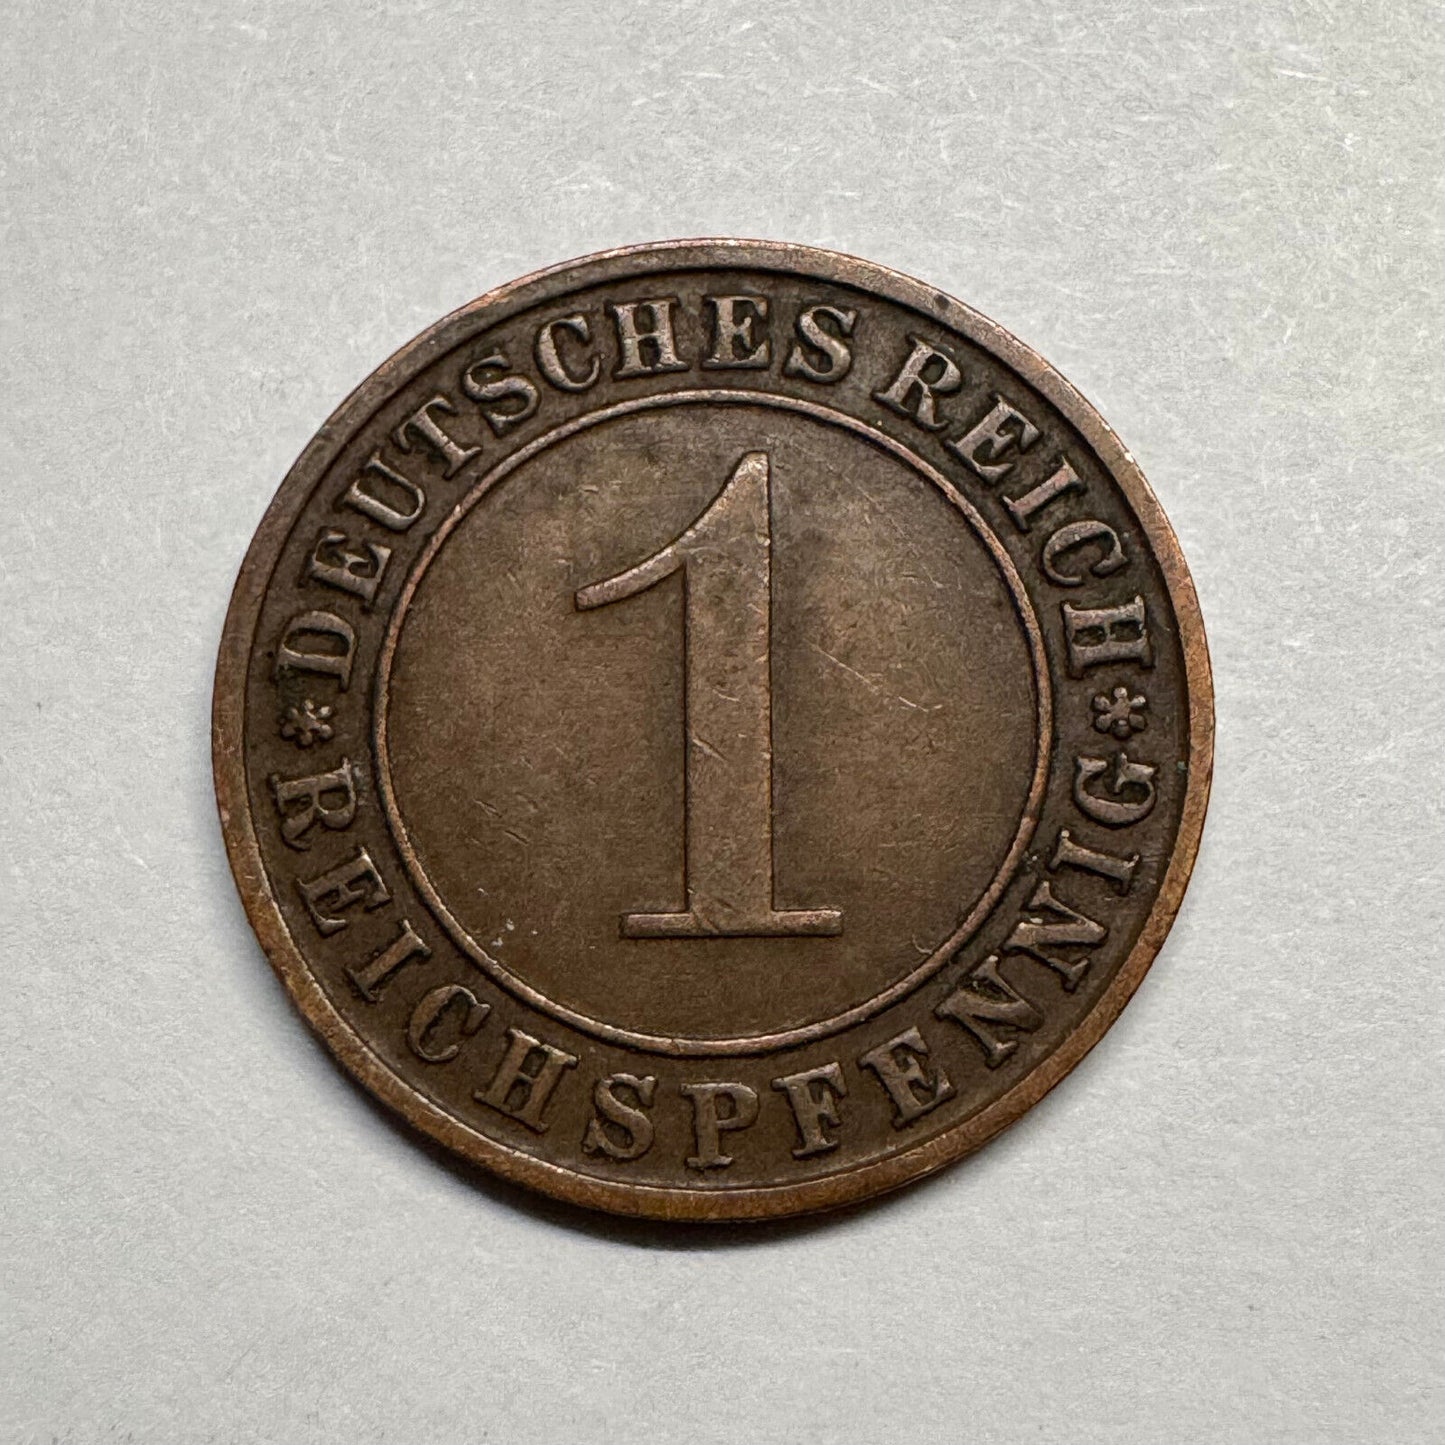 DEUTSCHES REICH
1
REICHSPFENNIG